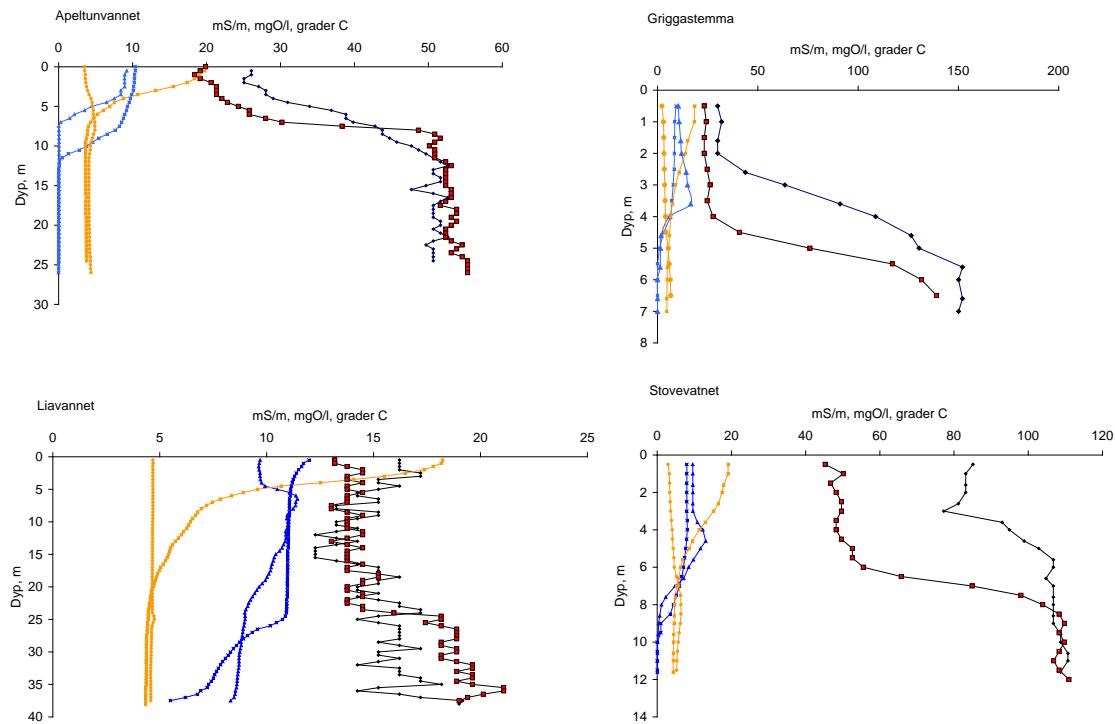 Apeltunvannet
mS/m, mgO/l, grader C
0 10 20 30 40 50 60
0
5
10
15
20
25
30
Dyp, m
Griggastemma
mS/m, mgO/l, grader C
0 50 100 150 200
0
1
2
3
4
5
6
7
8
Dyp, m
Liavannet
mS/m, mgO/l, grader C
0 5 10 15 20 25
0
5
10
15
20
25
30
35
40
Dyp, m
Stovevatnet
mS/m, mgO/l, grader C
0 20 40 60 80 100 120
0
2
4
6
8
10
12
14
Dyp, m